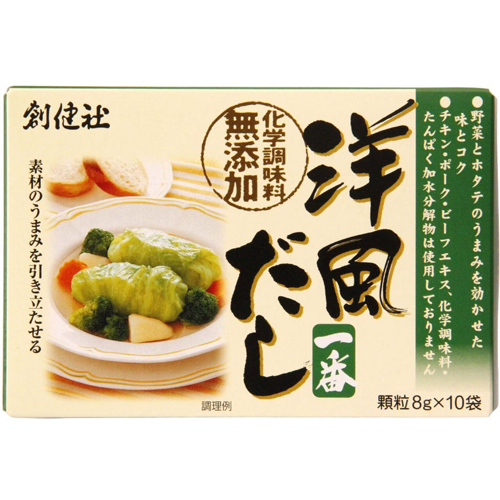 創健社
化学調味料
無添加
洋風
だし
一番
●野菜とホタテのうまみを効かせた
味とコク
●チキン・ポーク・ビーフエキス、化学調味料・
たんぱく加水分解物は使用しておりません
素材のうまみを引き立たせる
調理例
顆粒8g×10袋